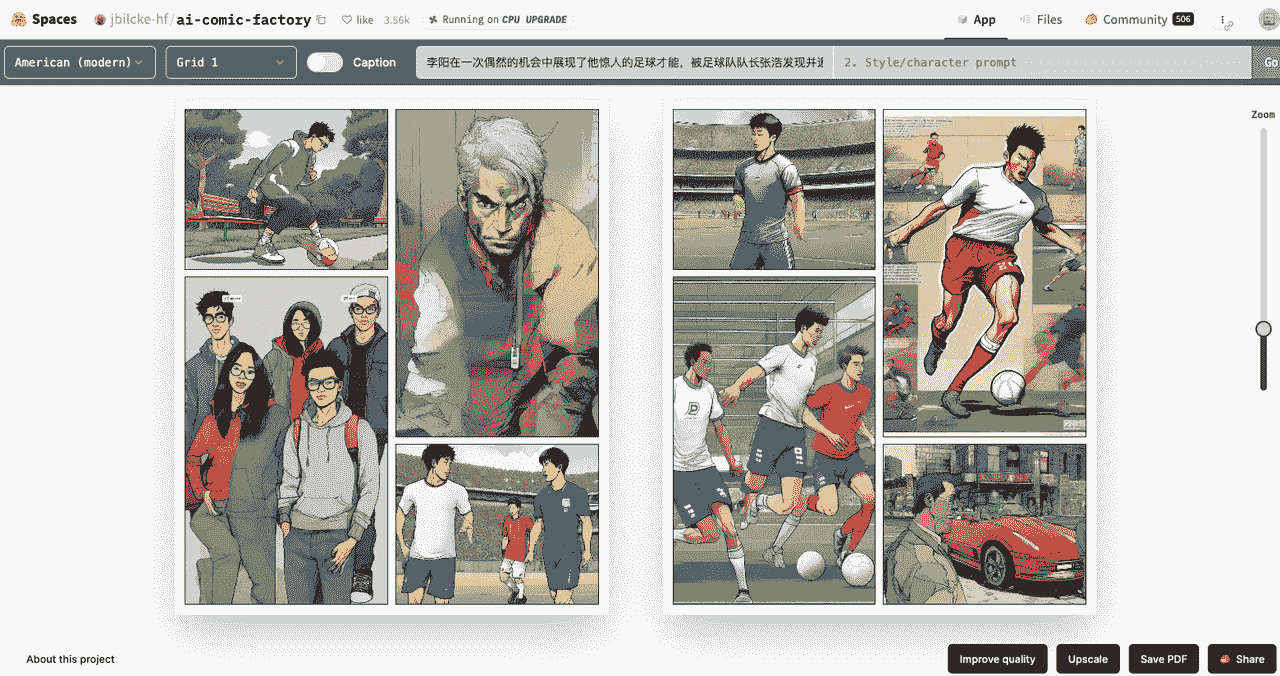 Spaces
jbilcke-hf/ai-comic-factory
like 3.56k
Running on CPU UPGRADE
App
Files
Community 506
American (modern)
Grid 1
Caption
李阳在一次偶然的机会中展现了他惊人的足球才能，被足球队队长张浩发现并
2. Style/character prompt
Go
Zoom
About this project
Improve quality
Upscale
Save PDF
Share